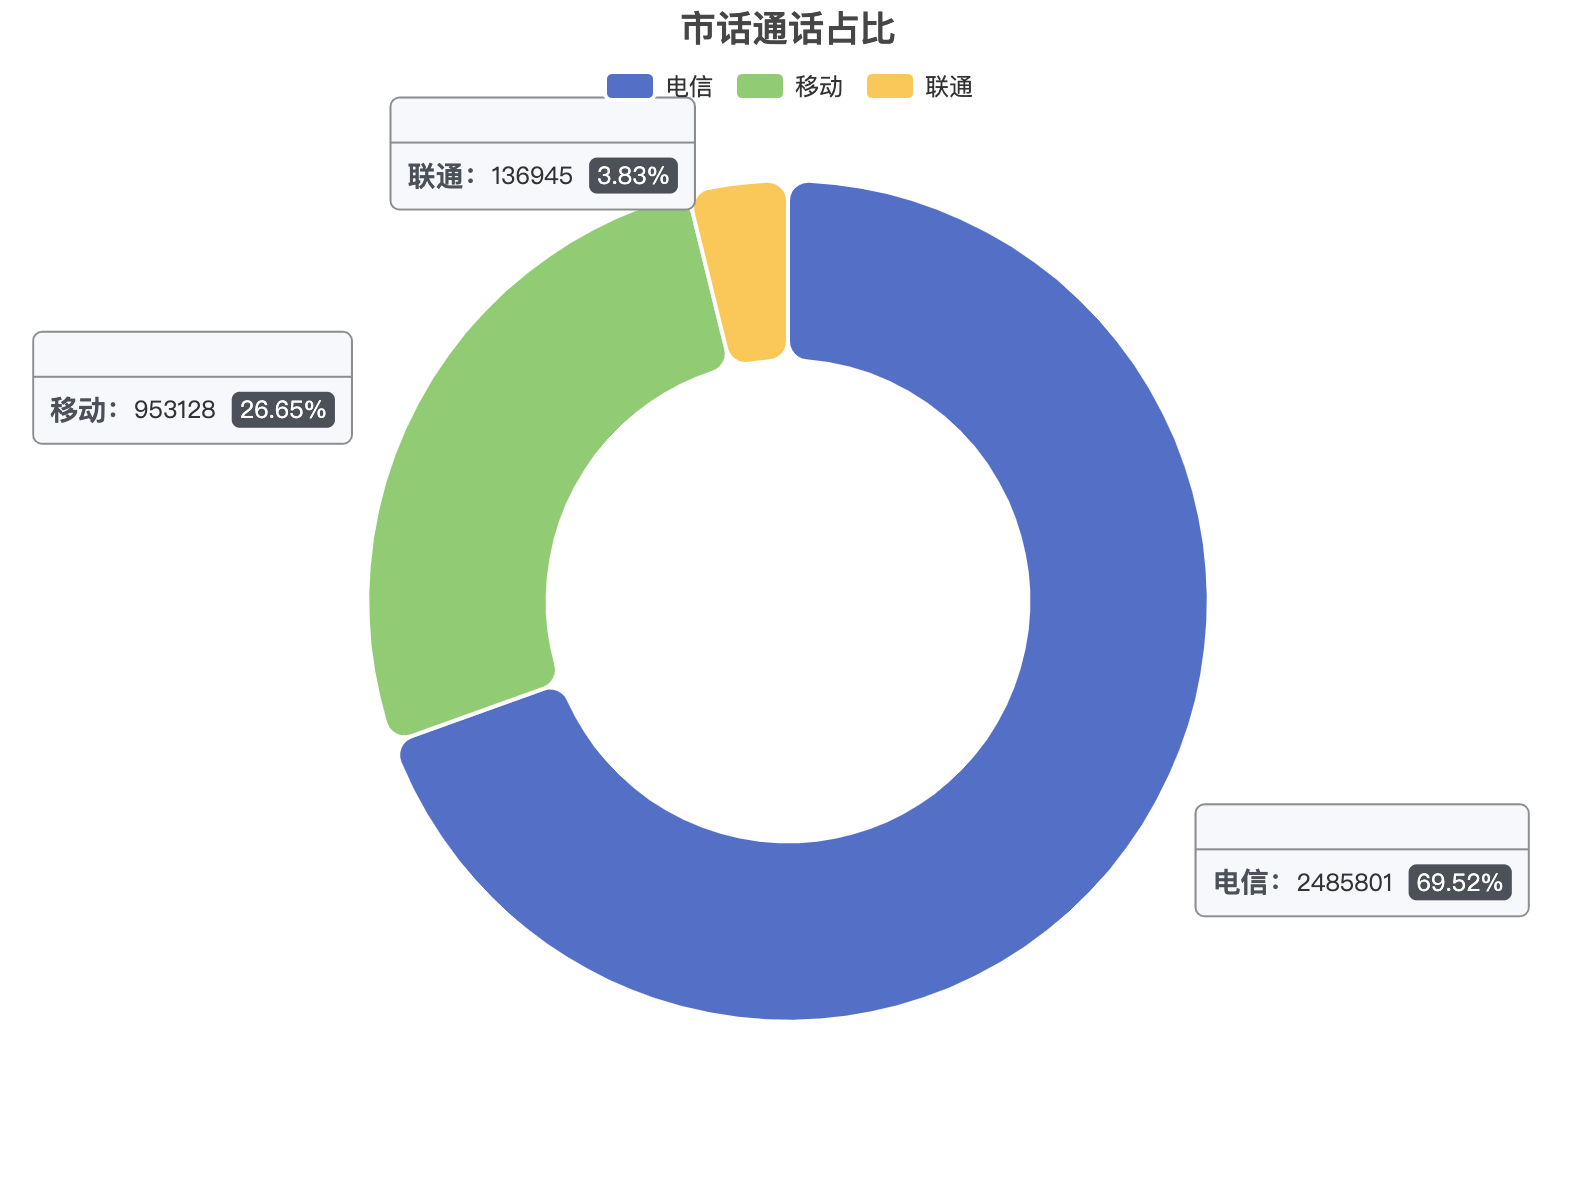 市话通话占比
电信 移动 联通
联通：136945 3.83%
移动：953128 26.65%
电信：2485801 69.52%